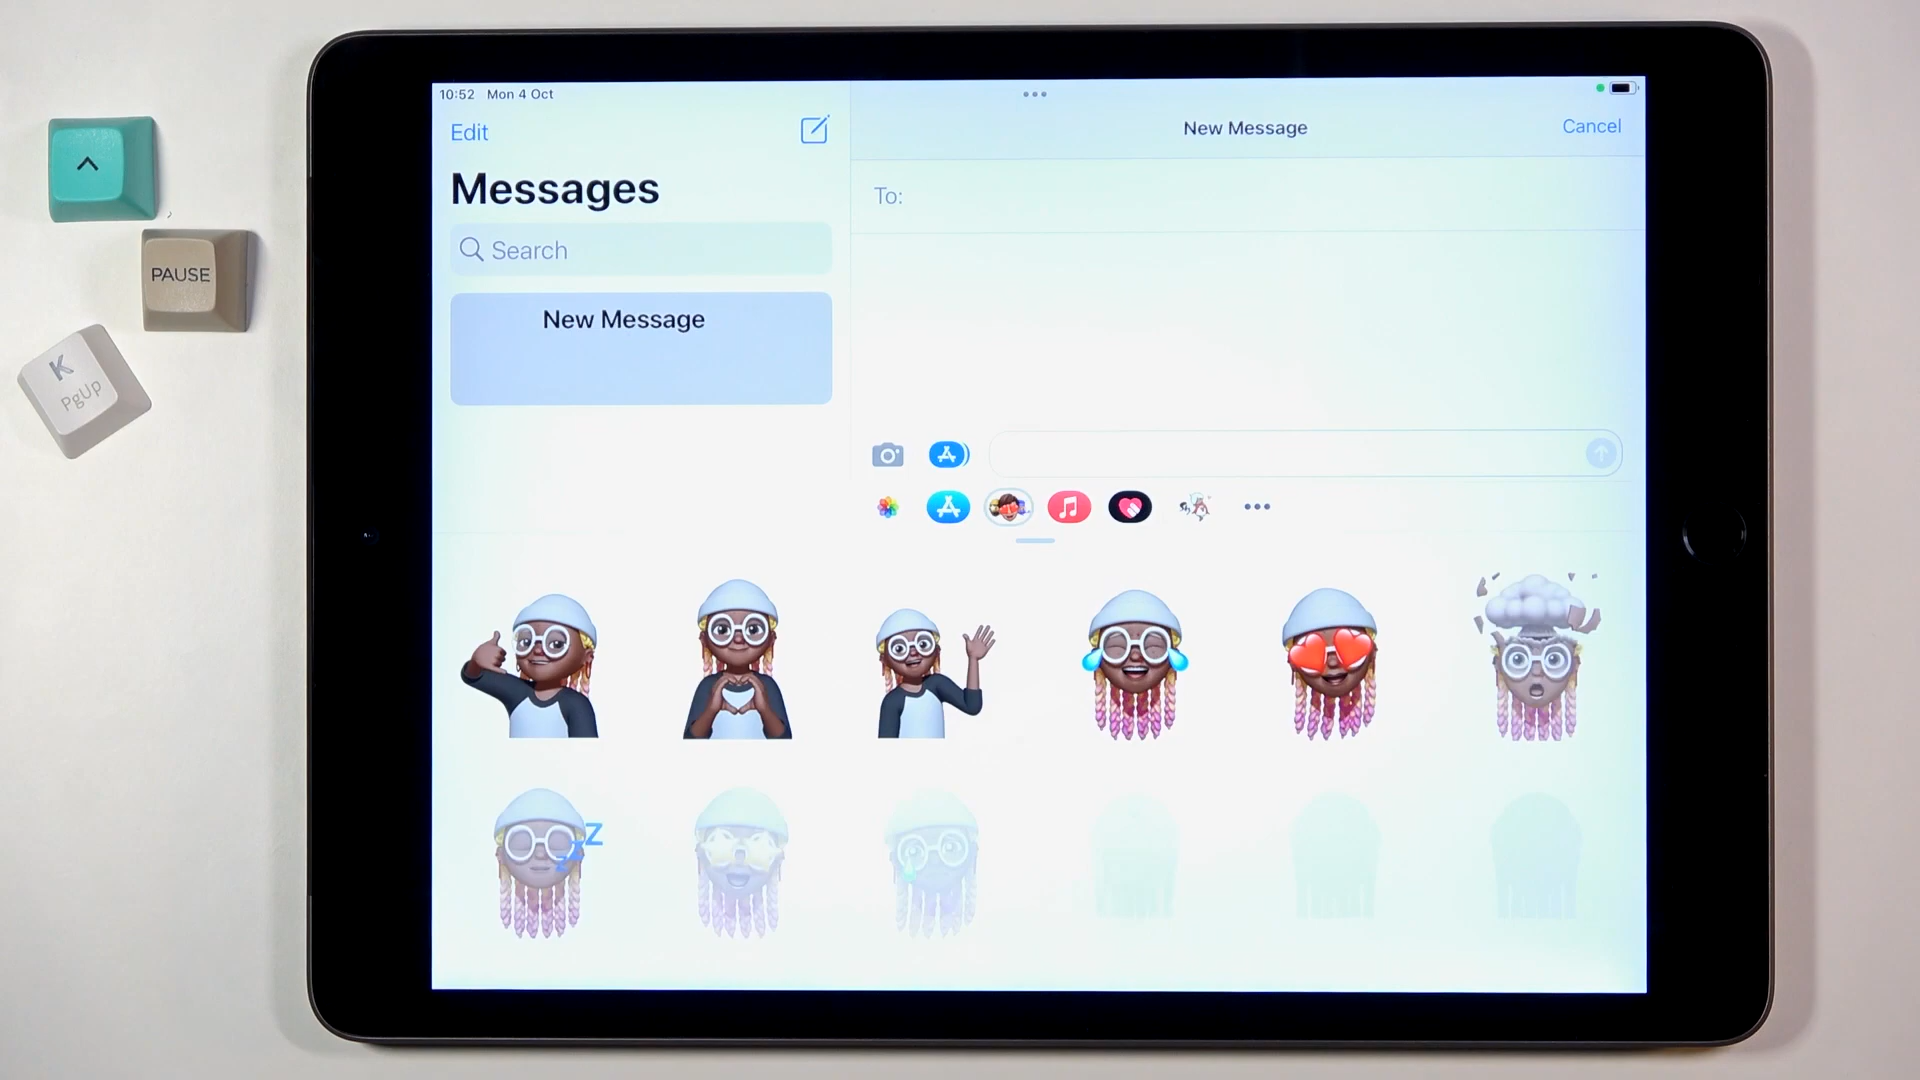 PAUSE
K
PgUp
10:52 Mon 4 Oct
Edit
Messages
Search
New Message
New Message
Cancel
To:
Z
Z
Z